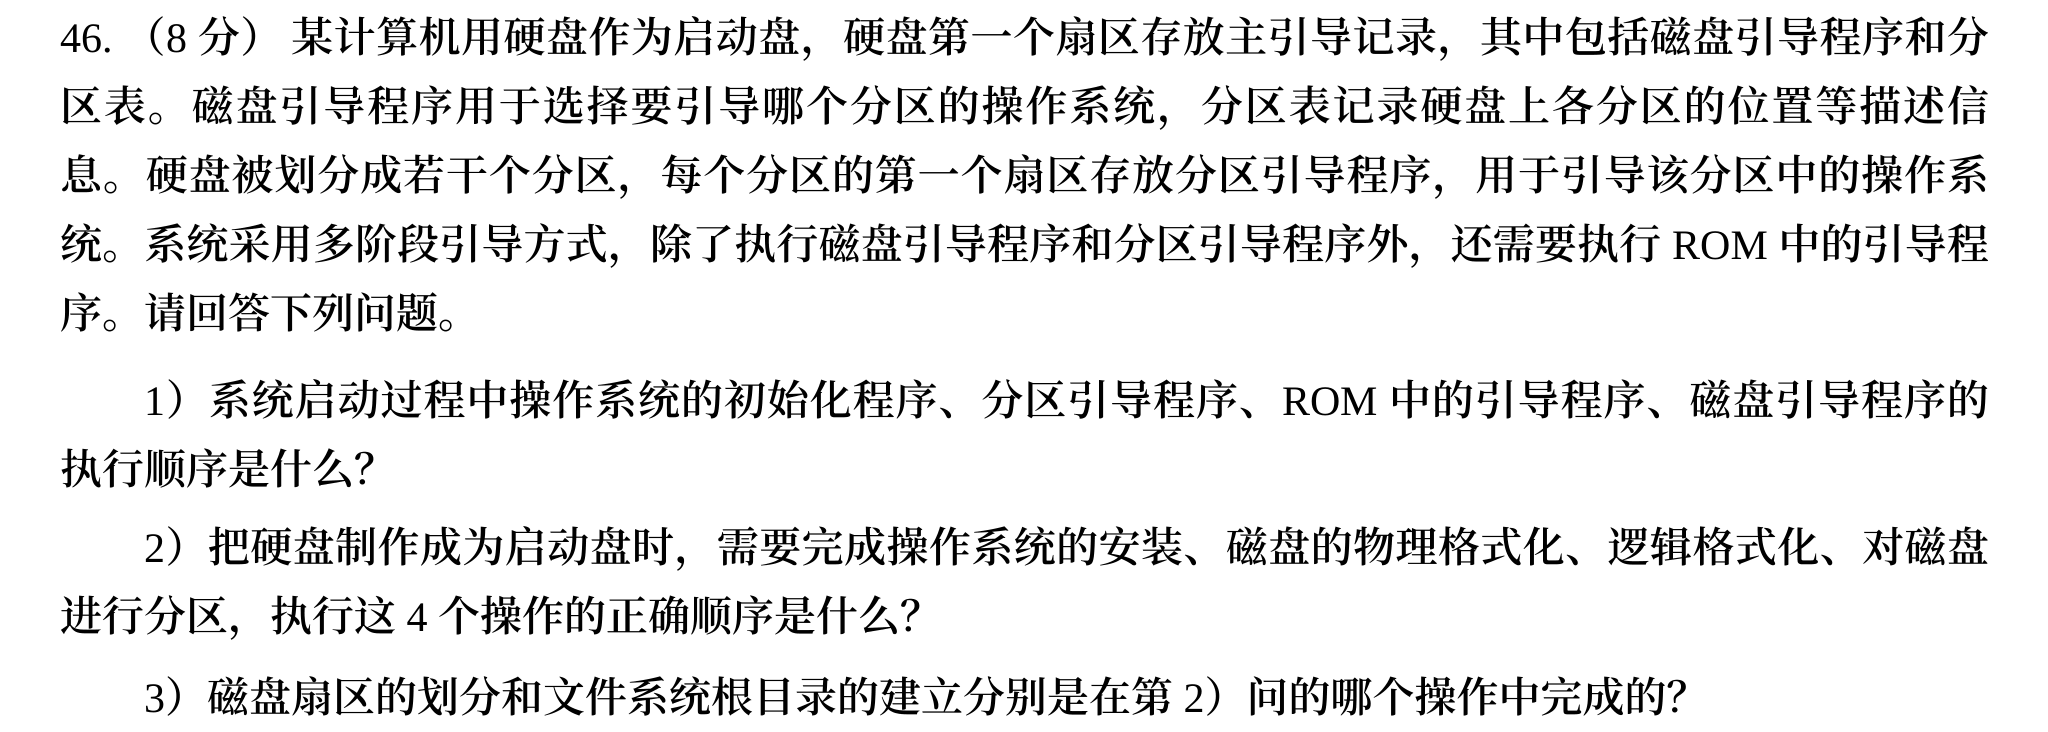 46. （8 分） 某计算机用硬盘作为启动盘，硬盘第一个扇区存放主引导记录，其中包括磁盘引导程序和分
区表。磁盘引导程序用于选择要引导哪个分区的操作系统，分区表记录硬盘上各分区的位置等描述信
息。硬盘被划分成若干个分区，每个分区的第一个扇区存放分区引导程序，用于引导该分区中的操作系
统。系统采用多阶段引导方式，除了执行磁盘引导程序和分区引导程序外，还需要执行 ROM 中的引导程
序。请回答下列问题。
1）系统启动过程中操作系统的初始化程序、分区引导程序、ROM 中的引导程序、磁盘引导程序的
执行顺序是什么？
2）把硬盘制作成为启动盘时，需要完成操作系统的安装、磁盘的物理格式化、逻辑格式化、对磁盘
进行分区，执行这 4 个操作的正确顺序是什么？
3）磁盘扇区的划分和文件系统根目录的建立分别是在第 2）问的哪个操作中完成的？